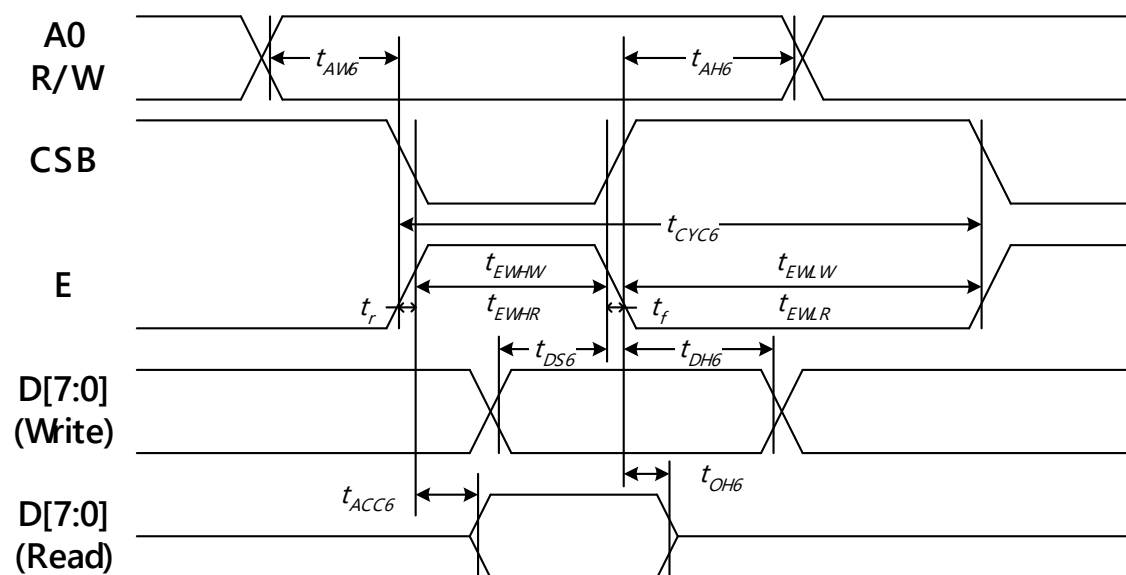 A0
R/W
t_AW6
t_AH6
CSB
t_CYC6
E
t_EWHW
t_EWLW
t_r
t_EWHR
t_f
t_EWLR
t_DS6
t_DH6
D[7:0]
(Write)
t_ACC6
t_OH6
D[7:0]
(Read)